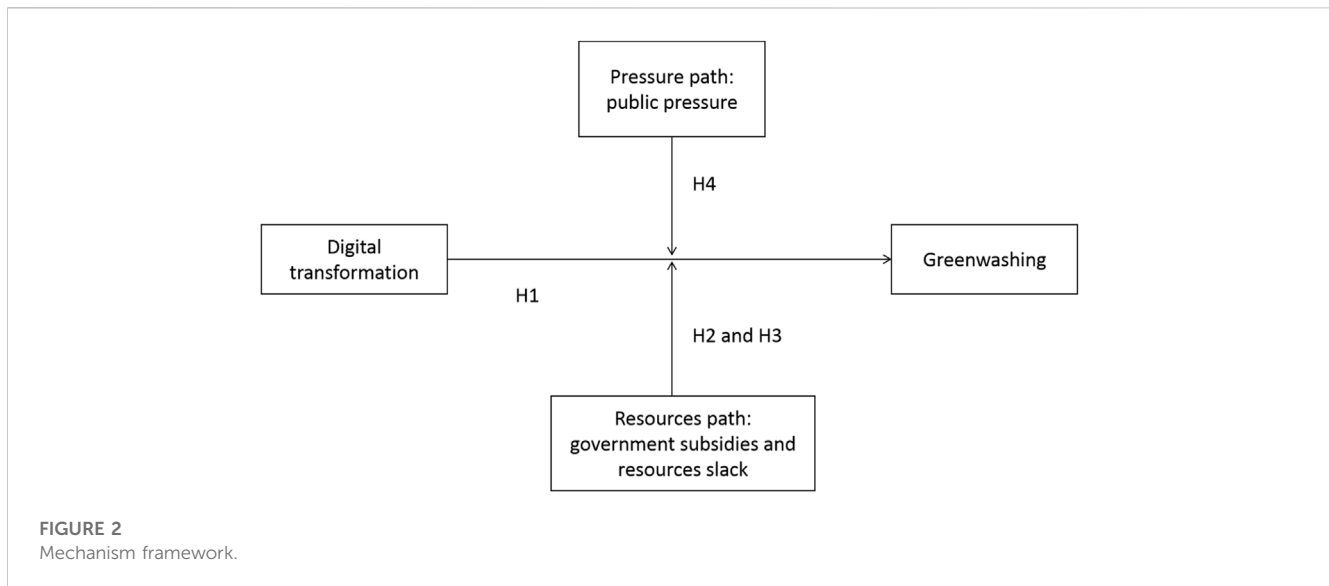 Pressure path:
public pressure
H4
Digital
transformation
Greenwashing
H1
H2 and H3
Resources path:
government subsidies and
resources slack
FIGURE 2
Mechanism framework.